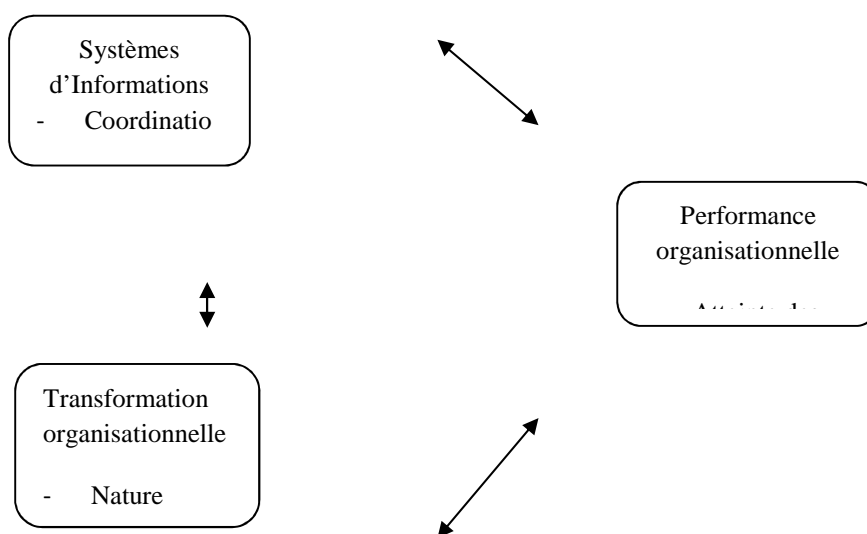 Systèmes
d'Informations
- Coordinatio
Performance
organisationnelle
Transformation
organisationnelle
- Nature